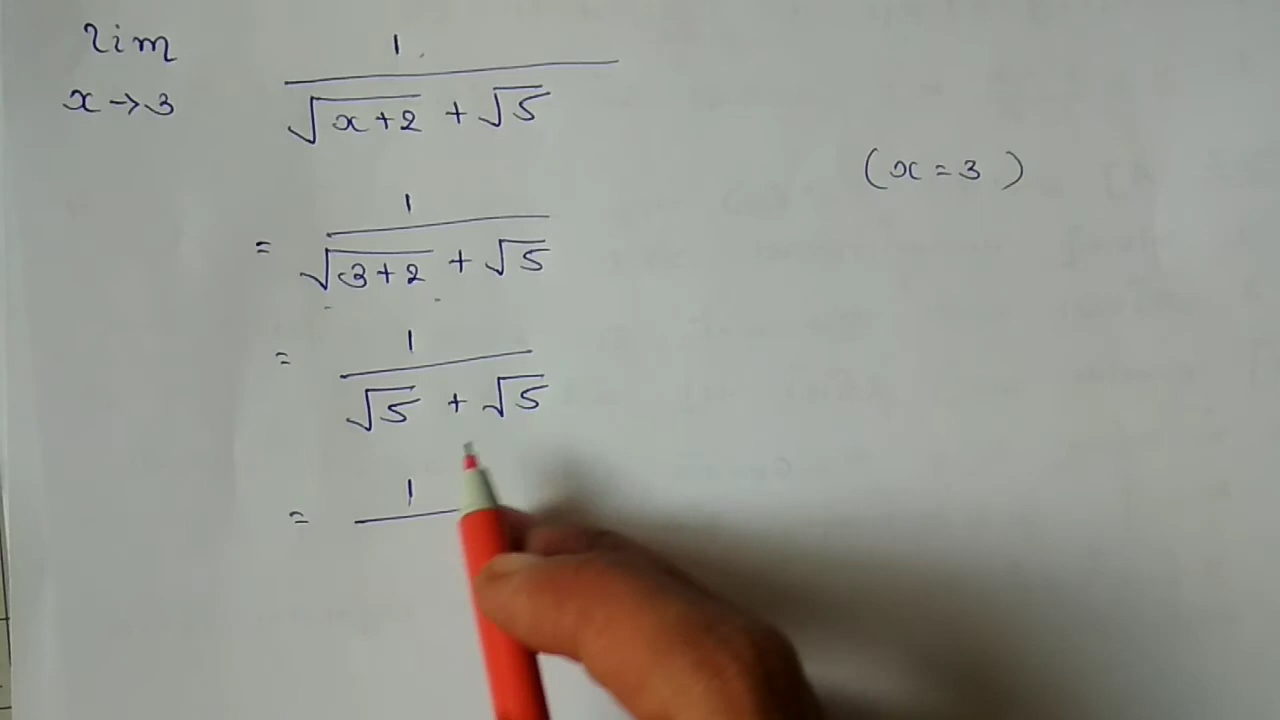 lim 1
x→3 √x+2 + √5
(x=3)
1
= √3+2 + √5
= 1
√5 + √5
= 1